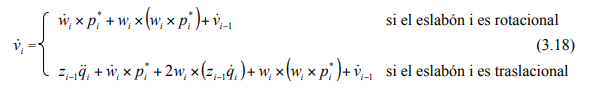 ẇᵢ × pᵢ* + wᵢ × (wᵢ × pᵢ*) + v̇ᵢ₋₁ si el eslabón i es rotacional
v̇ᵢ = { (3.18)
zᵢ₋₁q̈ᵢ + ẇᵢ × pᵢ* + 2wᵢ × (zᵢ₋₁q̇ᵢ) + wᵢ × (wᵢ × pᵢ*) + v̇ᵢ₋₁ si el eslabón i es traslacional